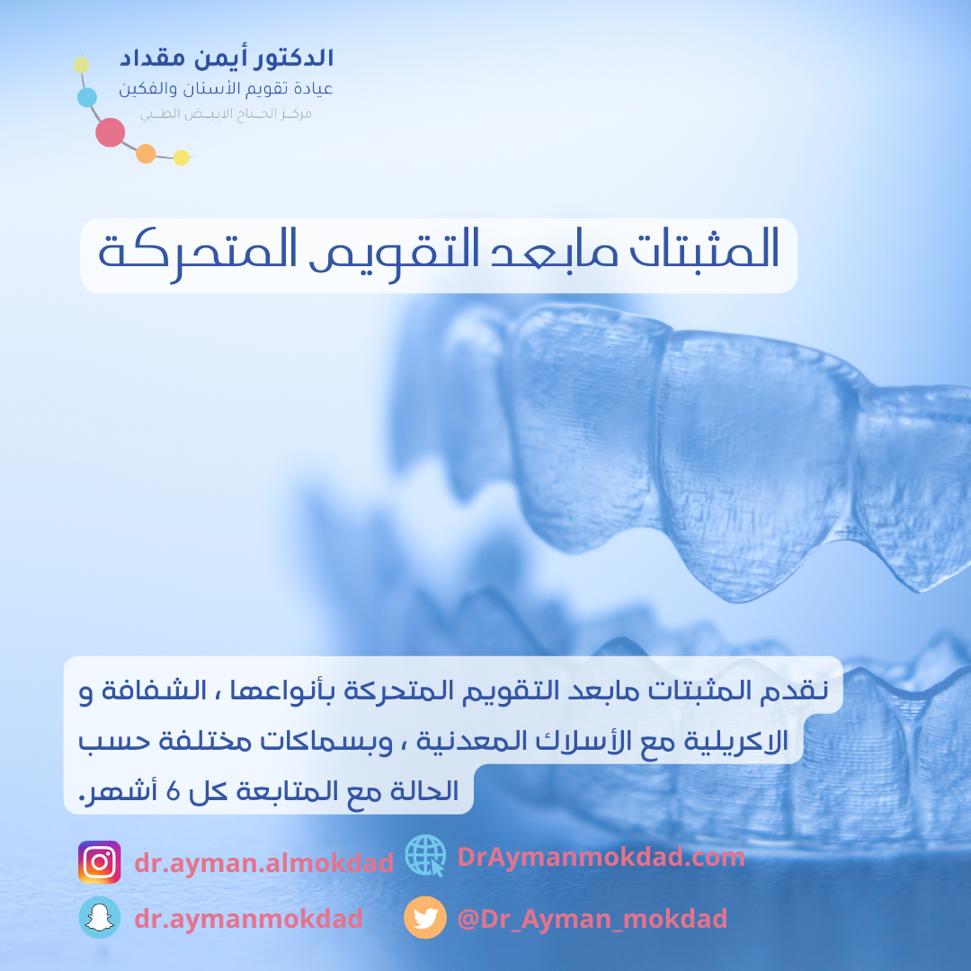 الدكتور أيمن مقداد
عيادة تقويم الأسنان والفكين
مركز الجناح الابيض الطبي
المثبتات مابعد التقويم المتحركة
نقدم المثبتات مابعد التقويم المتحركة بأنواعها ، الشفافة و
الاكريلية مع الأسلاك المعدنية ، وبسماكات مختلفة حسب
الحالة مع المتابعة كل 6 أشهر.
dr.ayman.almokdad
DrAymanmokdad.com
dr.aymanmokdad
@Dr_Ayman_mokdad